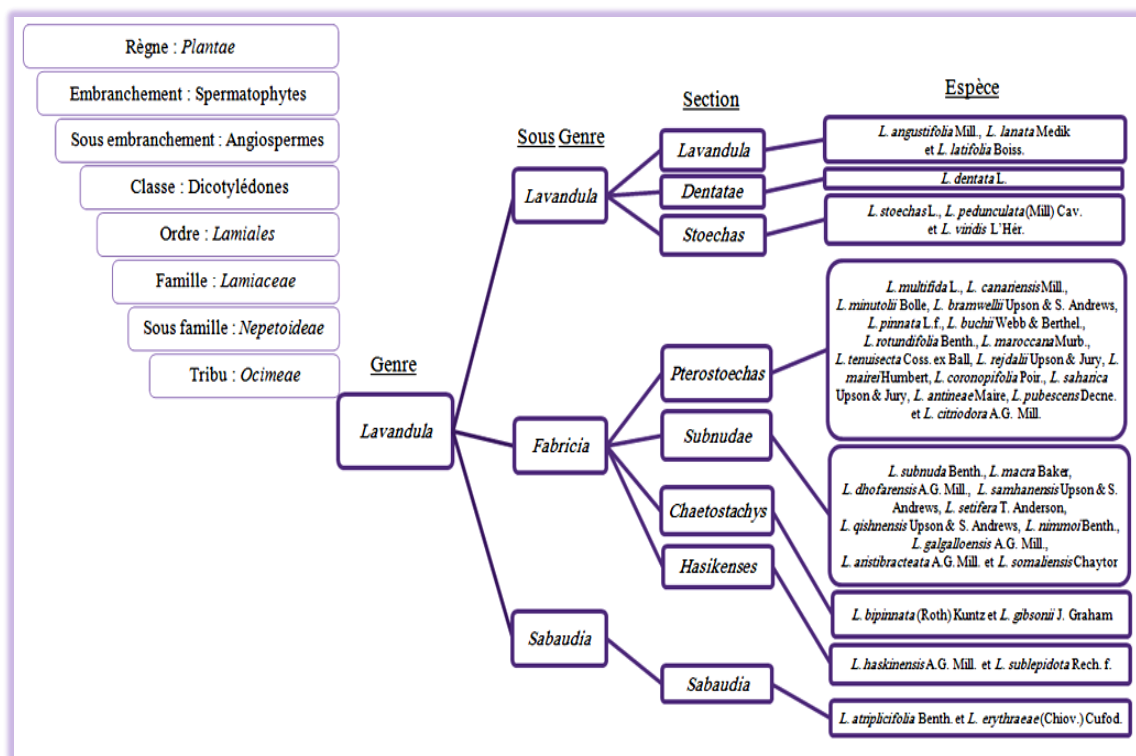 Règne : Plantae
Embranchement : Spermatophytes
Sous embranchement : Angiospermes
Classe : Dicotylédones
Ordre : Lamiales
Famille : Lamiaceae
Sous famille : Nepetoideae
Tribu : Ocimeae
Genre
Lavandula
Sous Genre
Lavandula
Fabricia
Sabaudia
Section
Lavandula
Dentatae
Stoechas
Pterostoechas
Subnudae
Chaetostachys
Hasikenses
Sabaudia
Espèce
L. angustifolia Mill., L. lanata Medik
et L. latifolia Boiss.
L. dentata L.
L. stoechas L., L. pedunculata (Mill) Cav.
et L. viridis L'Hér.
L. multifida L., L. canariensis Mill.,
L. minutolii Bolle, L. bramwellii Upson & S. Andrews,
L. pinnata L.f., L. buchii Webb & Berthel.,
L. rotundifolia Benth., L. maroccana Murb.,
L. tenuisecta Coss. ex Ball, L. rejdalii Upson & Jury, L.
mairei Humbert, L. coronopifolia Poir., L. saharica
Upson & Jury, L. antineae Maire, L. pubescens Decne.
et L. citriodora A.G. Mill.
L. subnuda Benth., L. macra Baker,
L. dhofarensis A.G. Mill., L. samhanensis Upson & S.
Andrews, L. setifera T. Anderson,
L. qishnensis Upson & S. Andrews, L. nimmoi Benth.,
L. galgalloensis A.G. Mill.,
L. aristibracteata A.G. Mill. et L. somaliensis Chaytor
L. bipinnata (Roth) Kuntz et L. gibsonii J. Graham
L. haskinensis A.G. Mill. et L. sublepidota Rech. f.
L. atriplicifolia Benth. et L. erythraeae (Chiov.) Cufod.